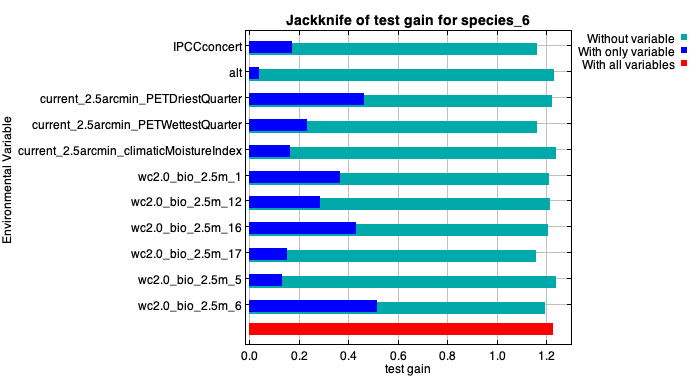 Jackknife of test gain for species_6
Without variable
With only variable
With all variables
Environmental Variable
IPCCconcert
alt
current_2.5arcmin_PETDriestQuarter
current_2.5arcmin_PETWettestQuarter
current_2.5arcmin_climaticMoistureIndex
wc2.0_bio_2.5m_1
wc2.0_bio_2.5m_12
wc2.0_bio_2.5m_16
wc2.0_bio_2.5m_17
wc2.0_bio_2.5m_5
wc2.0_bio_2.5m_6
0.0 0.2 0.4 0.6 0.8 1.0 1.2
test gain